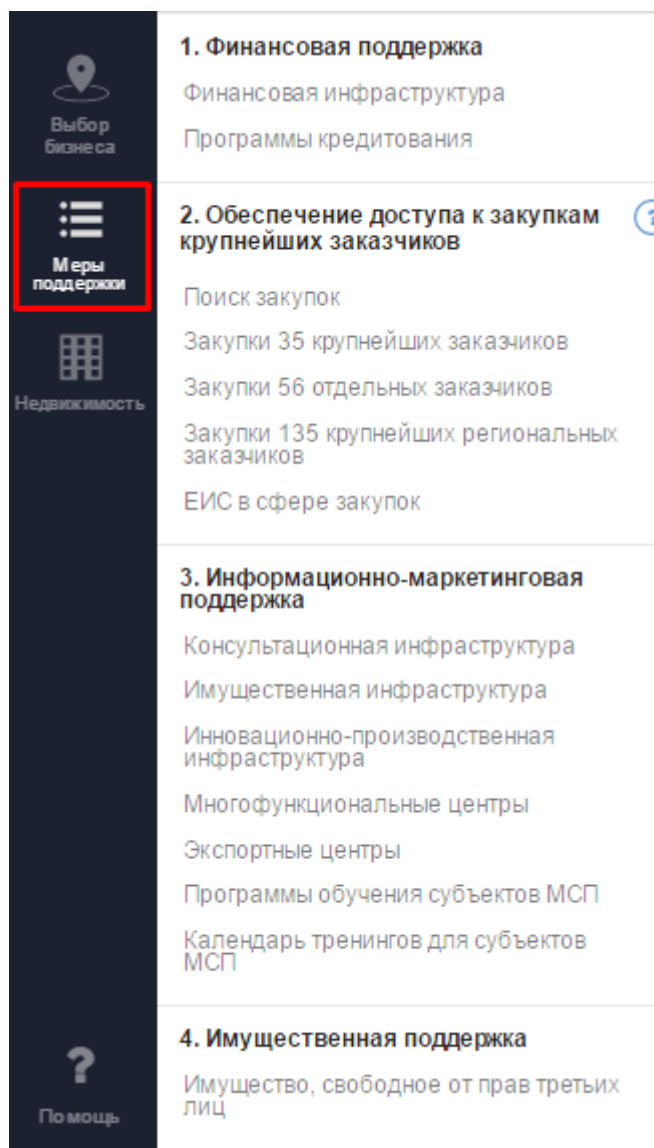 Выбор
бизнеса
Меры
поддержки
Недвижимость
? Помощь
1. Финансовая поддержка
Финансовая инфраструктура
Программы кредитования
2. Обеспечение доступа к закупкам
крупнейших заказчиков
?
Поиск закупок
Закупки 35 крупнейших заказчиков
Закупки 56 отдельных заказчиков
Закупки 135 крупнейших региональных
заказчиков
ЕИС в сфере закупок
3. Информационно-маркетинговая
поддержка
Консультационная инфраструктура
Имущественная инфраструктура
Инновационно-производственная
инфраструктура
Многофункциональные центры
Экспортные центры
Программы обучения субъектов МСП
Календарь тренингов для субъектов
МСП
4. Имущественная поддержка
Имущество, свободное от прав третьих
лиц